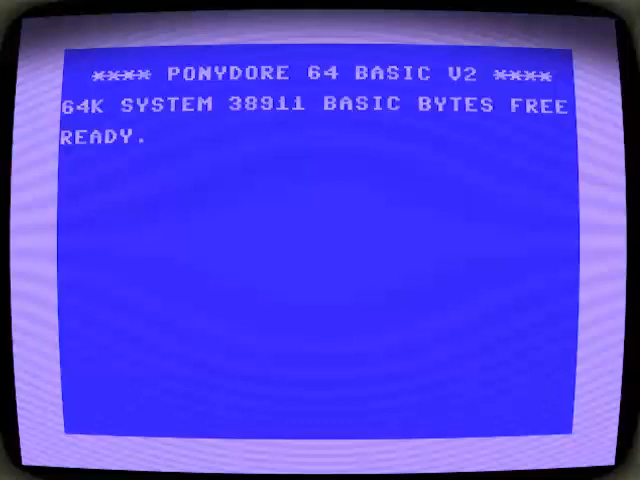 **** PONYDORE 64 BASIC V2 ****
64K SYSTEM 38911 BASIC BYTES FREE
READY.